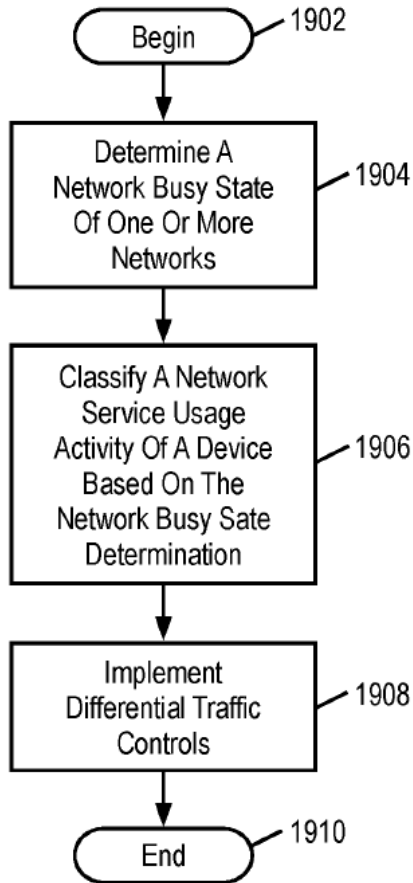 Begin
1902
Determine A
Network Busy State
Of One Or More
Networks
1904
Classify A Network
Service Usage
Activity Of A Device
Based On The
Network Busy Sate
Determination
1906
Implement
Differential Traffic
Controls
1908
End
1910